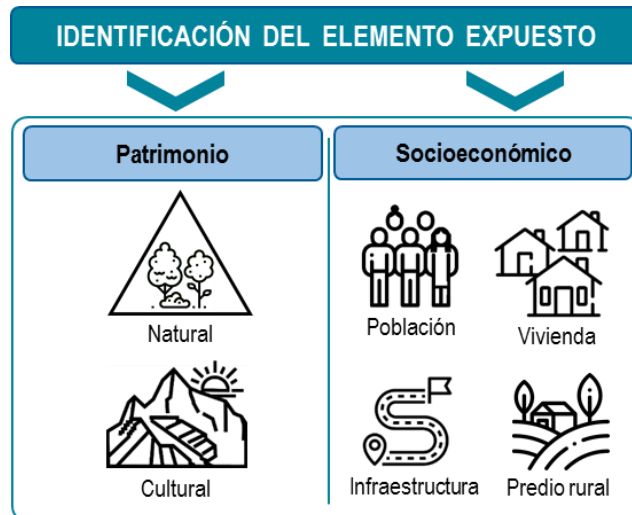 IDENTIFICACIÓN DEL ELEMENTO EXPUESTO
Patrimonio
Natural
Cultural
Socioeconómico
Población
Vivienda
Infraestructura
Predio rural